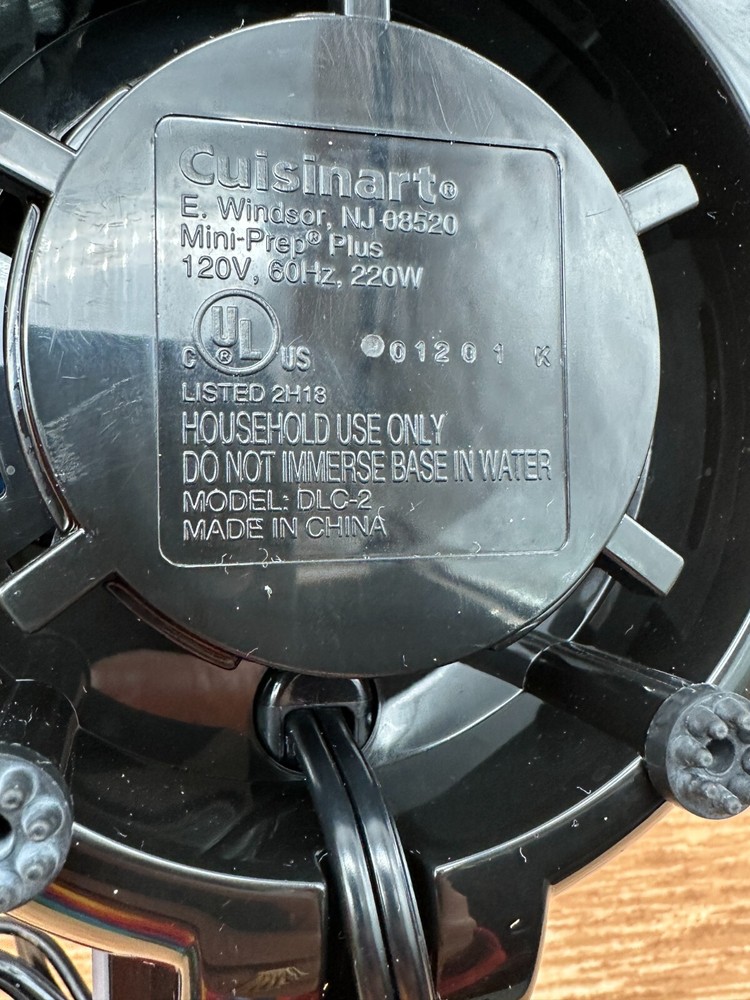 Cuisinart®
E. Windsor, NJ 08520
Mini-Prep® Plus
120V, 60Hz, 220W
C UL® US
01201 K
LISTED 2H18
HOUSEHOLD USE ONLY
DO NOT IMMERSE BASE IN WATER
MODEL: DLC-2
MADE IN CHINA